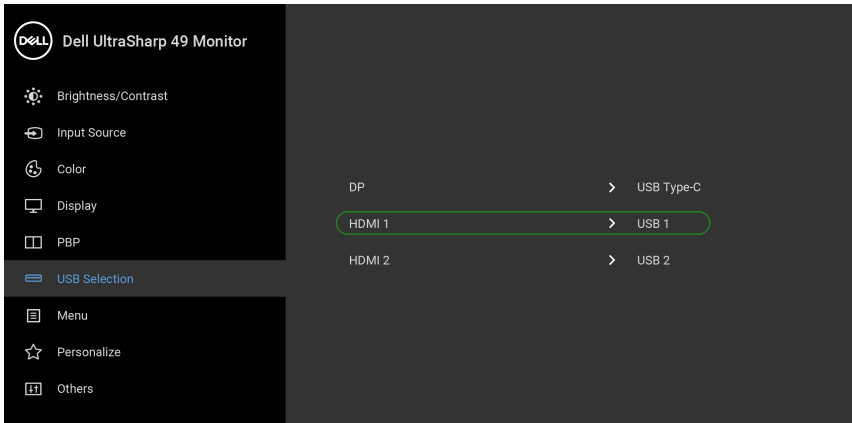 DELL
Dell UltraSharp 49 Monitor
Brightness/Contrast
Input Source
Color
Display
PBP
USB Selection
Menu
Personalize
Others
DP USB Type-C
HDMI 1 USB 1
HDMI 2 USB 2